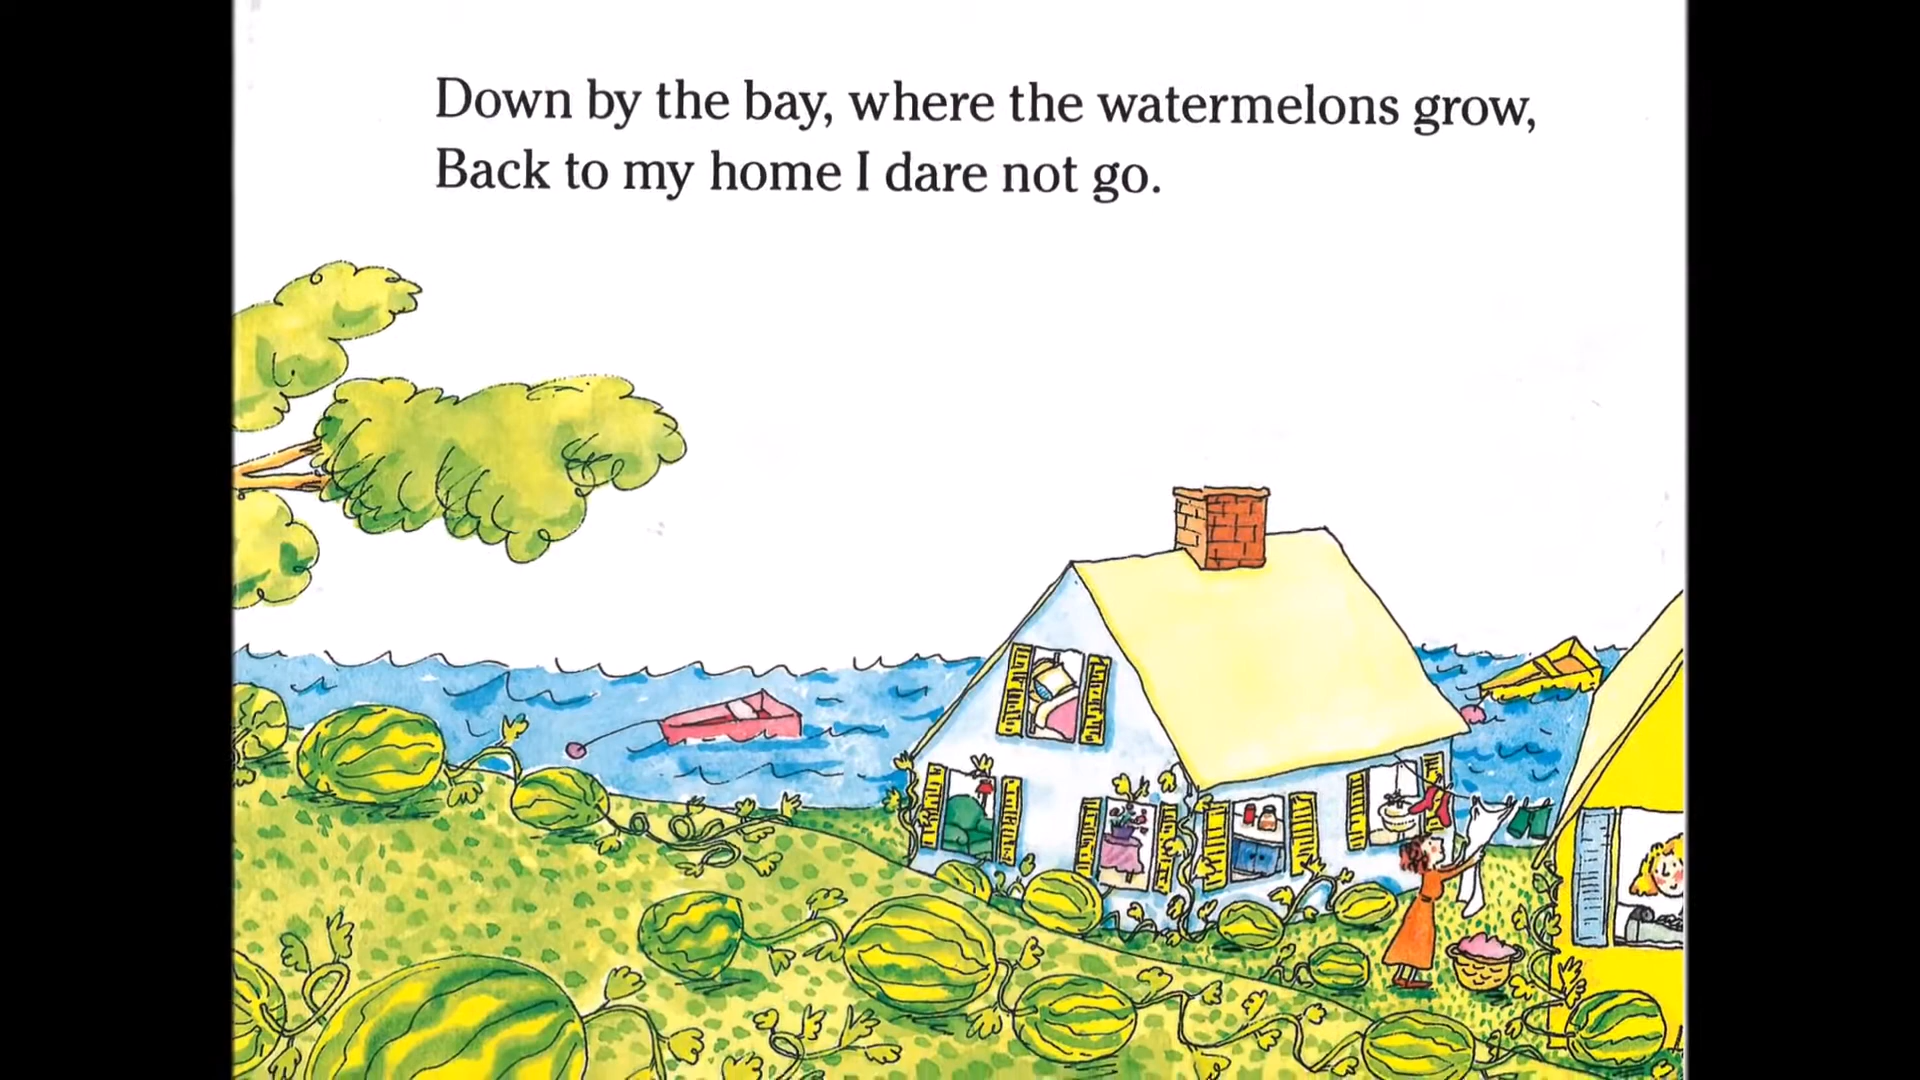 Down by the bay, where the watermelons grow,
Back to my home I dare not go.